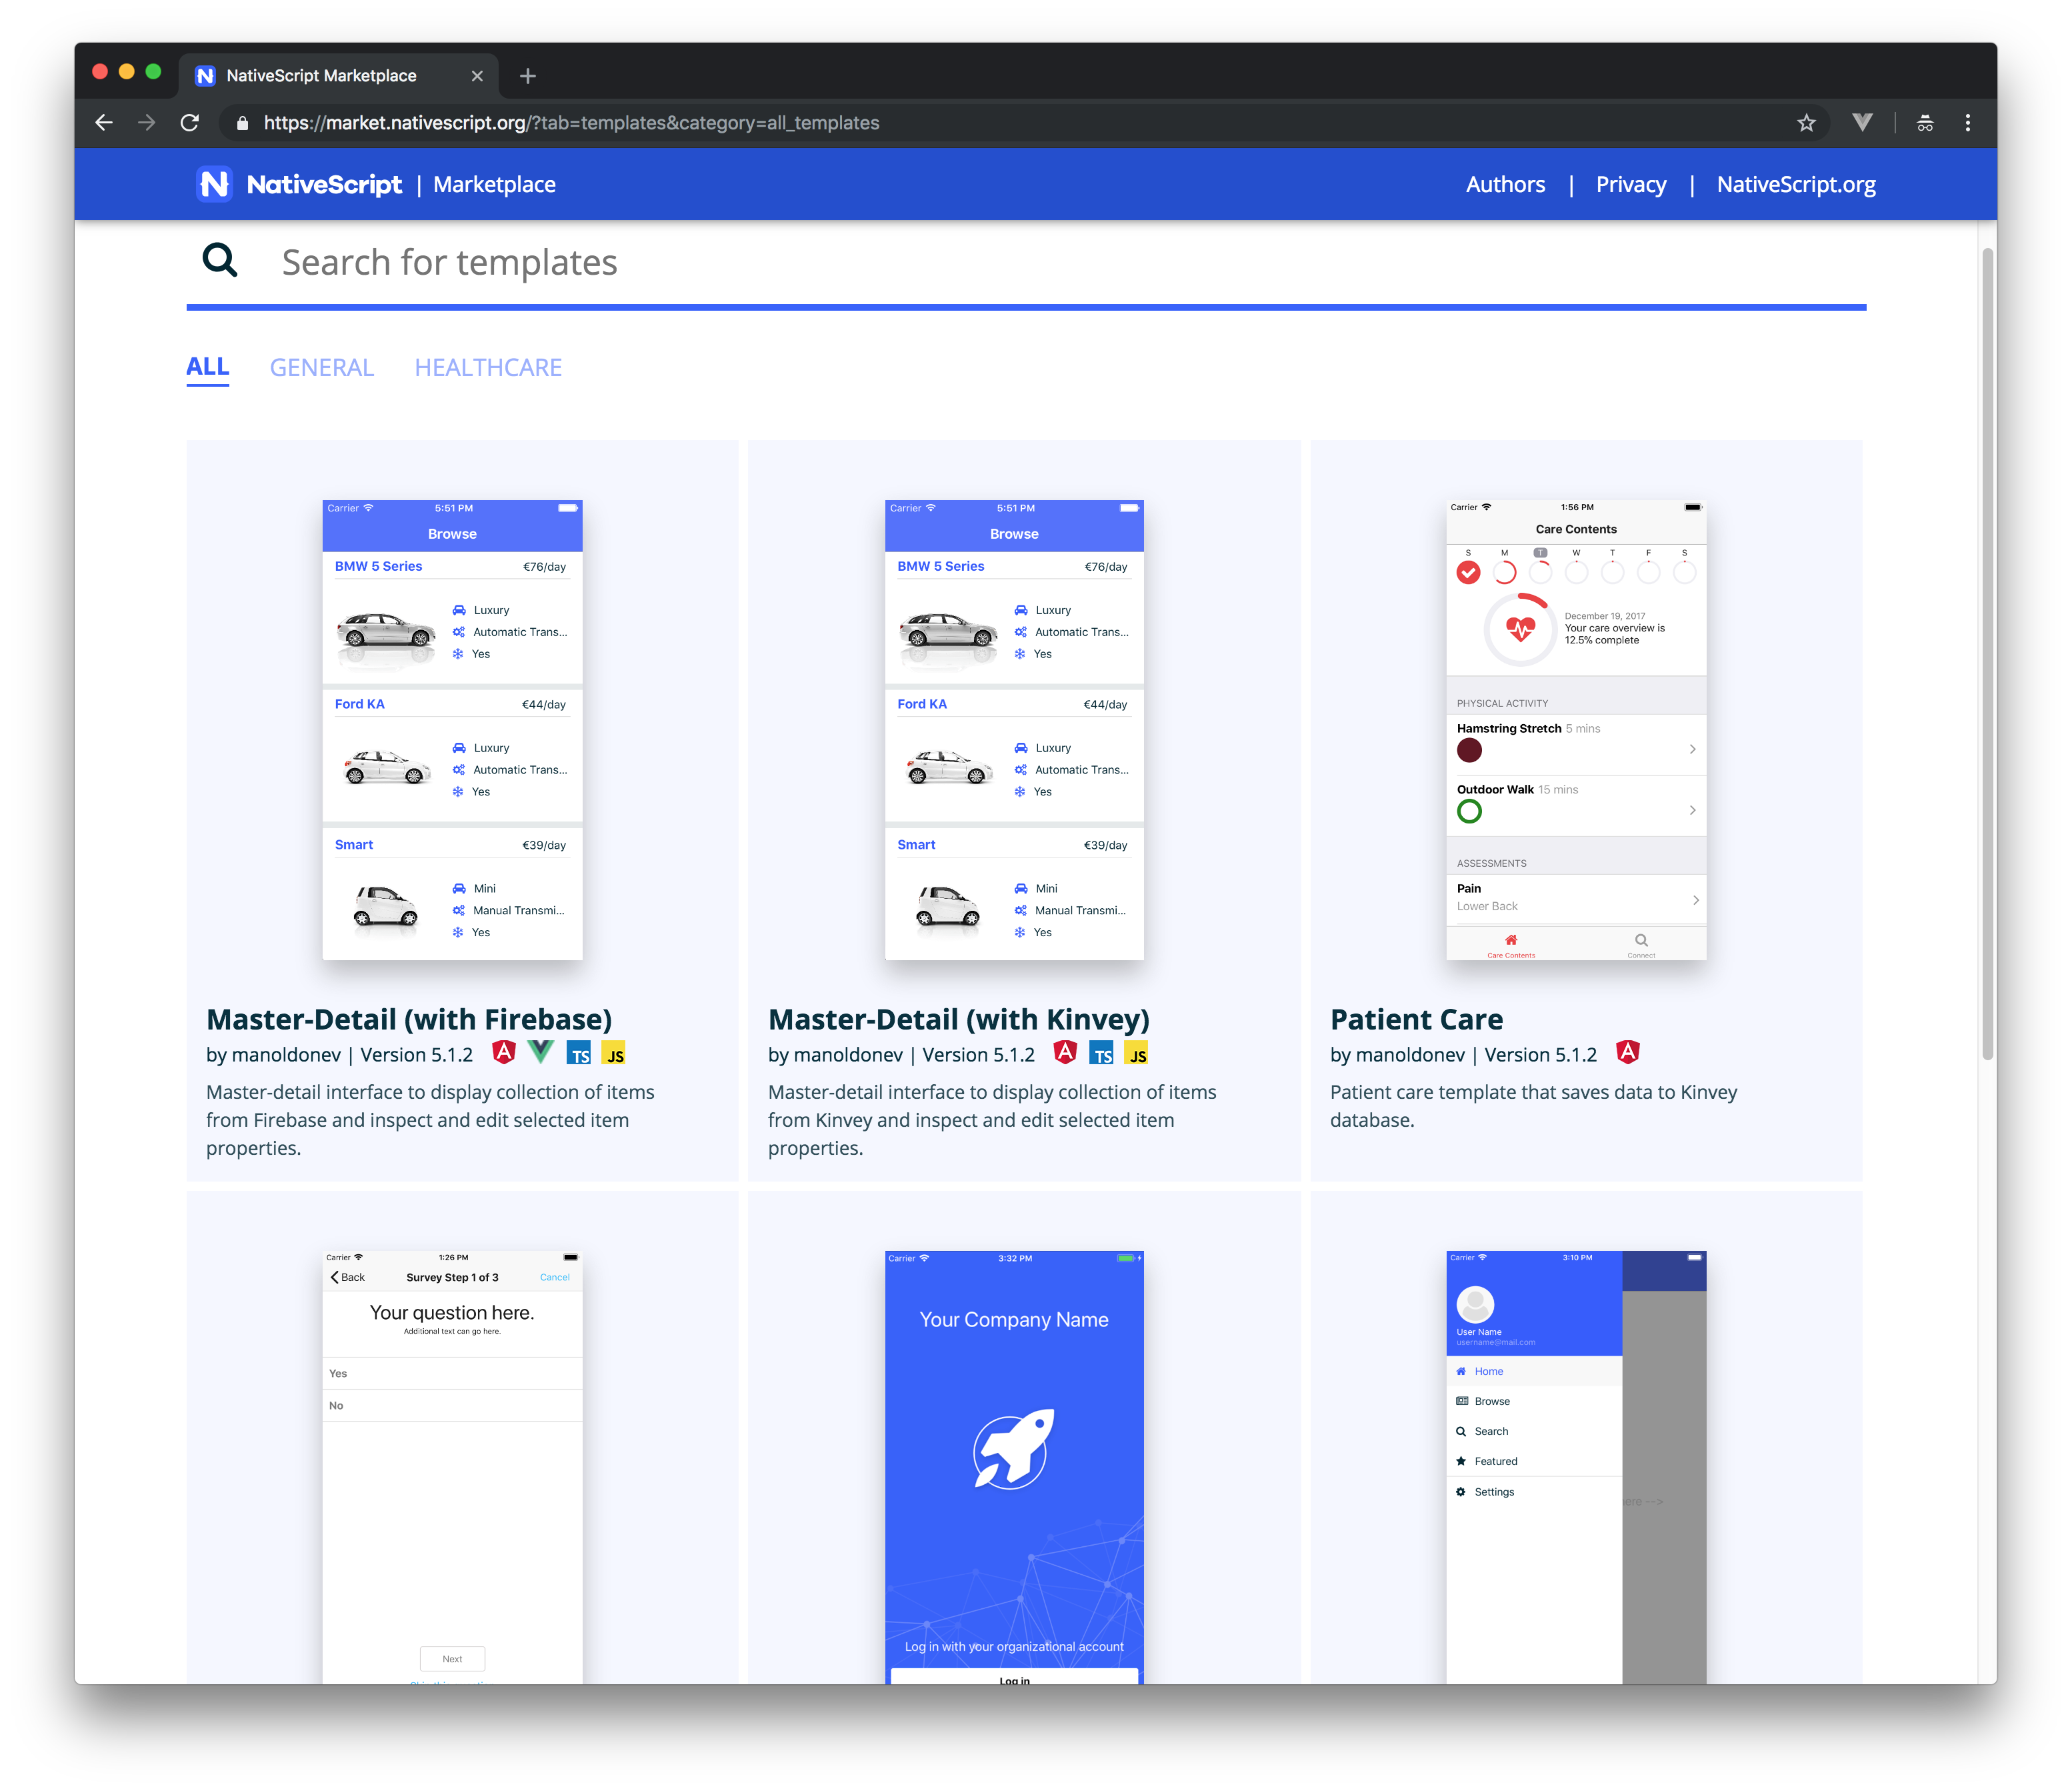 NativeScript Marketplace
https://market.nativescript.org/?tab=templates&category=all_templates
NativeScript | Marketplace
Authors | Privacy | NativeScript.org
Search for templates
ALL GENERAL HEALTHCARE
Carrier 5:51 PM
Browse
BMW 5 Series €76/day
Luxury
Automatic Trans...
Yes
Ford KA €44/day
Luxury
Automatic Trans...
Yes
Smart €39/day
Mini
Manual Transmi...
Yes
Master-Detail (with Firebase)
by manoldonev | Version 5.1.2 A TS JS
Master-detail interface to display collection of items
from Firebase and inspect and edit selected item
properties.
Carrier 5:51 PM
Browse
BMW 5 Series €76/day
Luxury
Automatic Trans...
Yes
Ford KA €44/day
Luxury
Automatic Trans...
Yes
Smart €39/day
Mini
Manual Transmi...
Yes
Master-Detail (with Kinvey)
by manoldonev | Version 5.1.2 A TS JS
Master-detail interface to display collection of items
from Kinvey and inspect and edit selected item
properties.
Carrier 1:56 PM
Care Contents
S M T W T F S
December 19, 2017
Your care overview is
12.5% complete
PHYSICAL ACTIVITY
Hamstring Stretch 5 mins
Outdoor Walk 15 mins
ASSESSMENTS
Pain
Lower Back
Care Contents Connect
Patient Care
by manoldonev | Version 5.1.2 A
Patient care template that saves data to Kinvey
database.
Carrier 1:26 PM
Back Survey Step 1 of 3 Cancel
Your question here.
Additional text can go here.
Yes
No
Next
Carrier 3:32 PM
Your Company Name
Log in with your organizational account
Log in
Carrier 3:10 PM
User Name
username@mail.com
Home
Browse
Search
Featured
Settings
ere -->